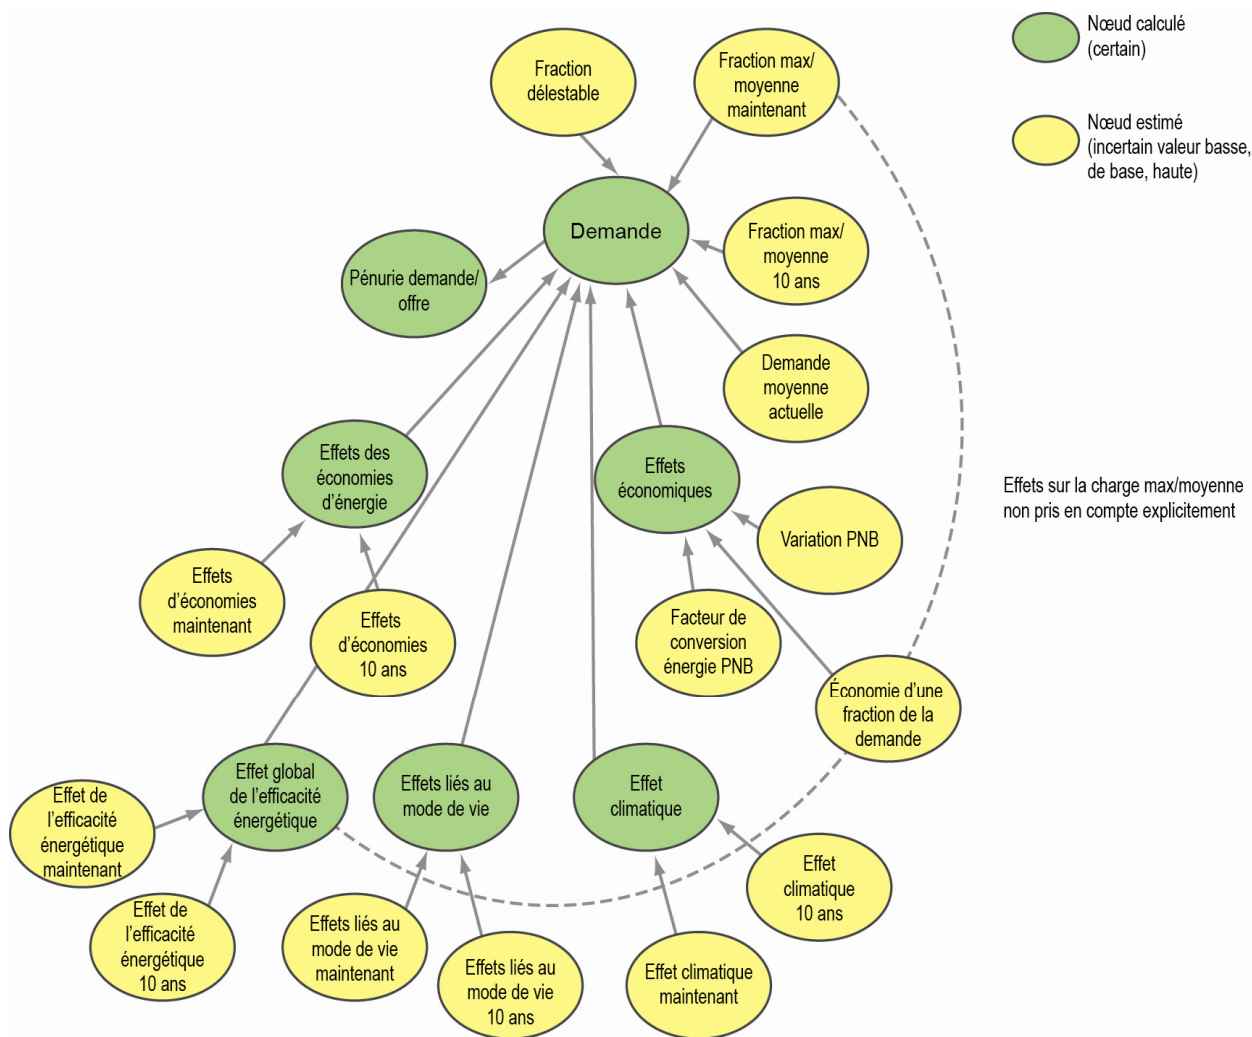 Nœud calculé
(certain)
Fraction
délestable
Fraction max/
moyenne
maintenant
Nœud estimé
(incertain valeur basse,
de base, haute)
Demande
Fraction max/
moyenne
10 ans
Pénurie demande/
offre
Demande
moyenne
actuelle
Effets des
économies
d’énergie
Effets
économiques
Effets sur la charge max/moyenne
non pris en compte explicitement
Variation PNB
Effets
d’économies
maintenant
Effets
d’économies
10 ans
Facteur de
conversion
énergie PNB
Économie d’une
fraction de la
demande
Effet global
de l’efficacité
énergétique
Effets liés au
mode de vie
Effet
climatique
Effet de
l’efficacité
énergétique
maintenant
Effet
climatique
10 ans
Effet de
l’efficacité
énergétique
10 ans
Effets liés au
mode de vie
maintenant
Effets liés au
mode de vie
10 ans
Effet climatique
maintenant